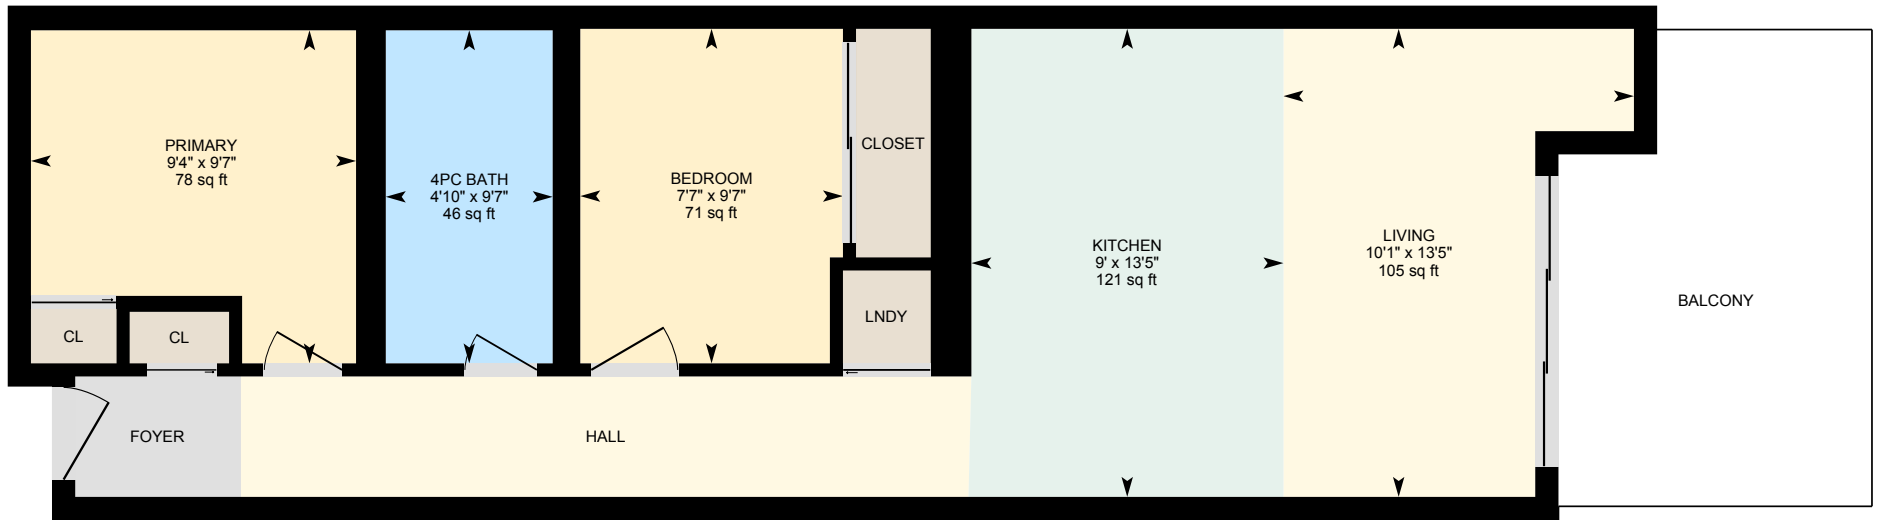 PRIMARY
9'4" x 9'7"
78 sq ft
CL
CL
4PC BATH
4'10" x 9'7"
46 sq ft
BEDROOM
7'7" x 9'7"
71 sq ft
CLOSET
LNDY
FOYER
HALL
KITCHEN
9' x 13'5"
121 sq ft
LIVING
10'1" x 13'5"
105 sq ft
BALCONY